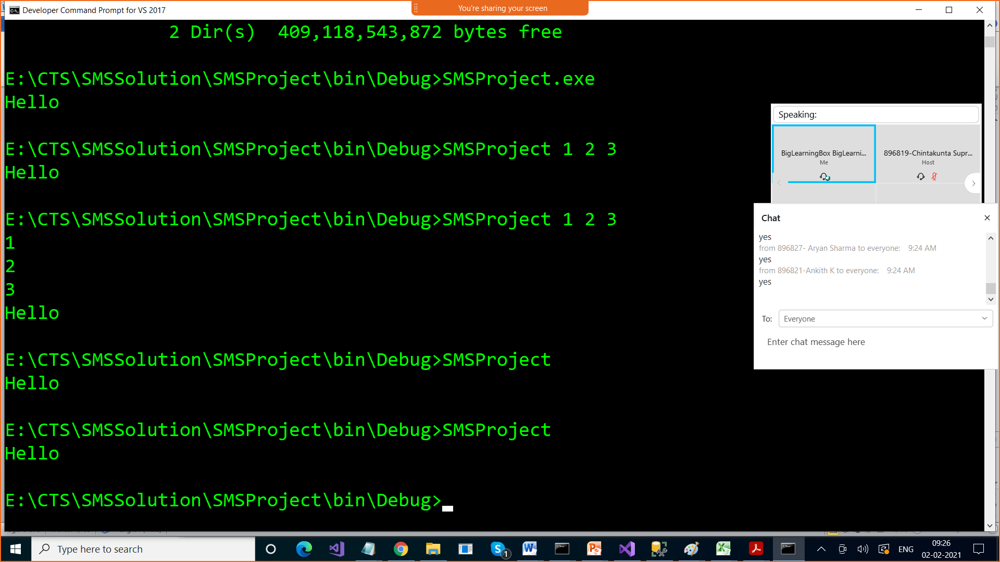 Developer Command Prompt for VS 2017
You're sharing your screen
2 Dir(s)  409,118,543,872 bytes free
E:\CTS\SMSSolution\SMSProject\bin\Debug>SMSProject.exe
Hello
E:\CTS\SMSSolution\SMSProject\bin\Debug>SMSProject 1 2 3
Hello
E:\CTS\SMSSolution\SMSProject\bin\Debug>SMSProject 1 2 3
1
2
3
Hello
E:\CTS\SMSSolution\SMSProject\bin\Debug>SMSProject
Hello
E:\CTS\SMSSolution\SMSProject\bin\Debug>SMSProject
Hello
E:\CTS\SMSSolution\SMSProject\bin\Debug>
Speaking:
BigLearningBox BigLearni...
Me
896819-Chintakunta Supr...
Host
Chat
yes
from 896827- Aryan Sharma to everyone: 9:24 AM
yes
from 896821-Ankith K to everyone: 9:24 AM
yes
To: Everyone
Enter chat message here
Type here to search
1
ENG
09:26
02-02-2021